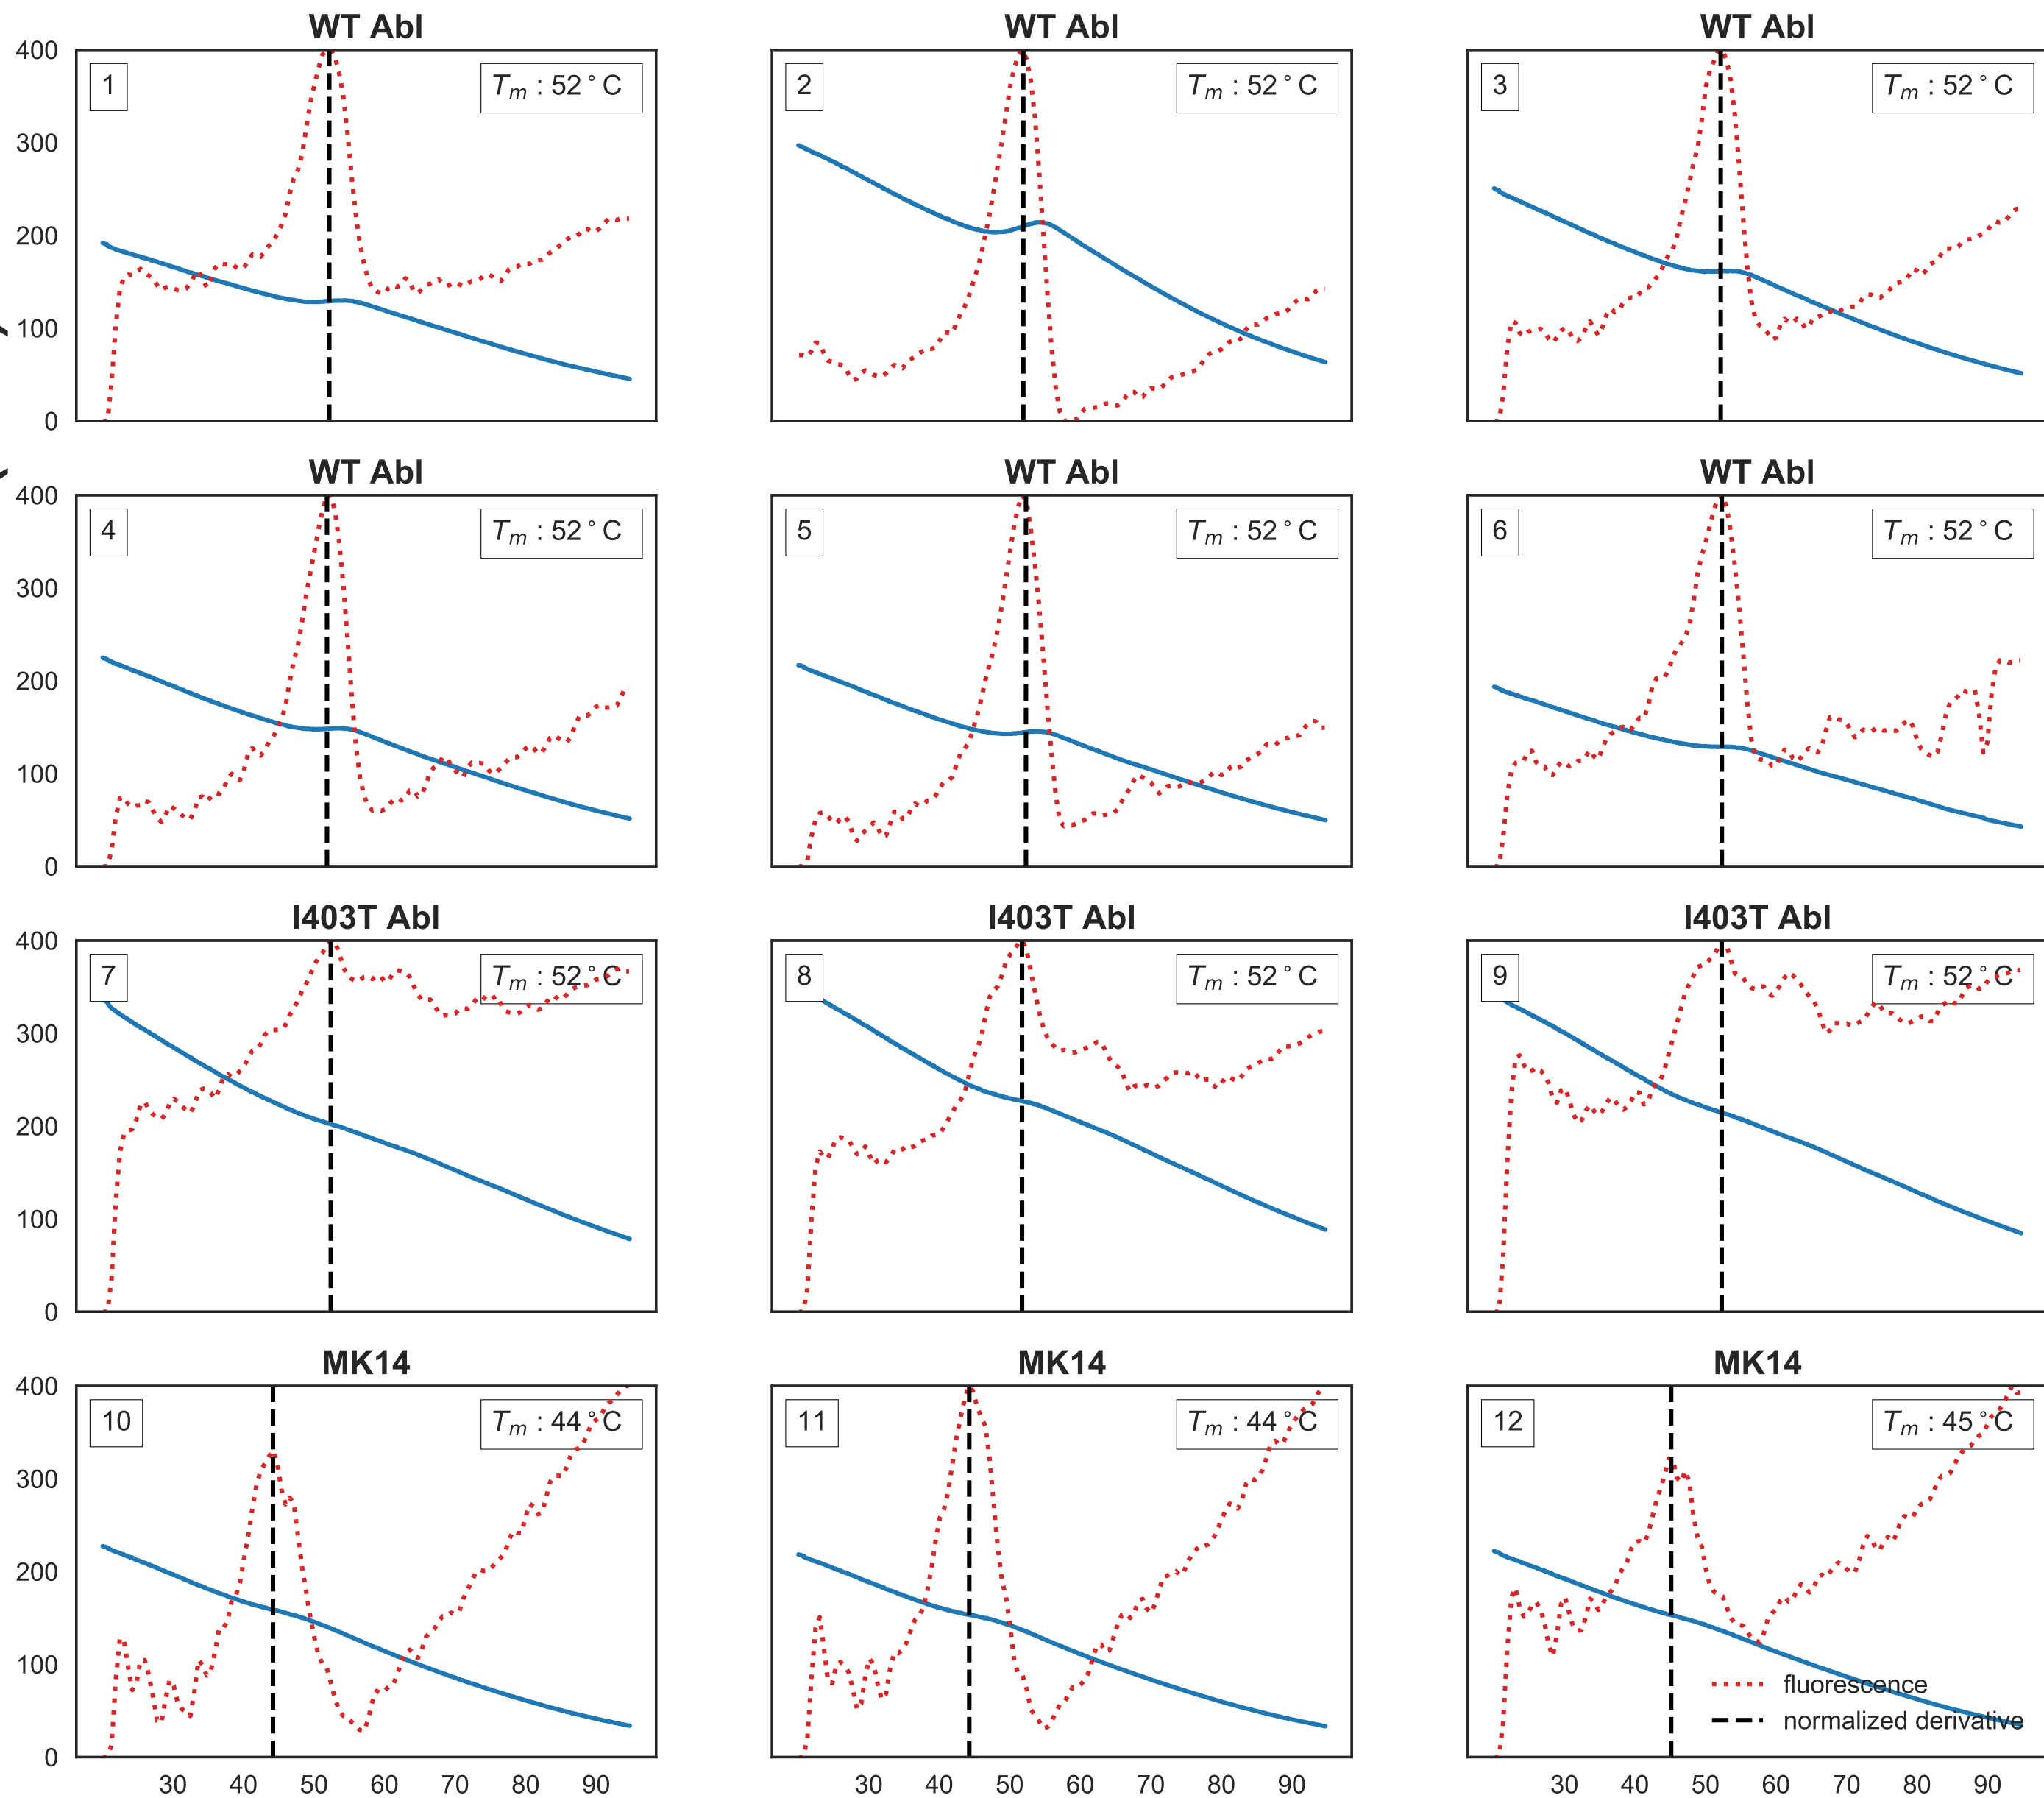 WT Abl WT Abl WT Abl
400
1 Tm : 52°C 2 Tm : 52°C 3 Tm : 52°C
300
200
100
0
WT Abl WT Abl WT Abl
400
4 Tm : 52°C 5 Tm : 52°C 6 Tm : 52°C
300
200
100
0
I403T Abl I403T Abl I403T Abl
400
7 Tm : 52°C 8 Tm : 52°C 9 Tm : 52°C
300
200
100
0
MK14 MK14 MK14
400
10 Tm : 44°C 11 Tm : 44°C 12 Tm : 45°C
300
200
100
fluorescence
normalized derivative
0
30 40 50 60 70 80 90 30 40 50 60 70 80 90 30 40 50 60 70 80 90